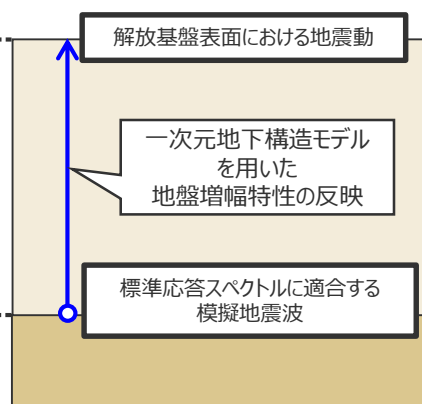 解放基盤表面における地震動
一次元地下構造モデル
を用いた
地盤増幅特性の反映
標準応答スペクトルに適合する
模擬地震波